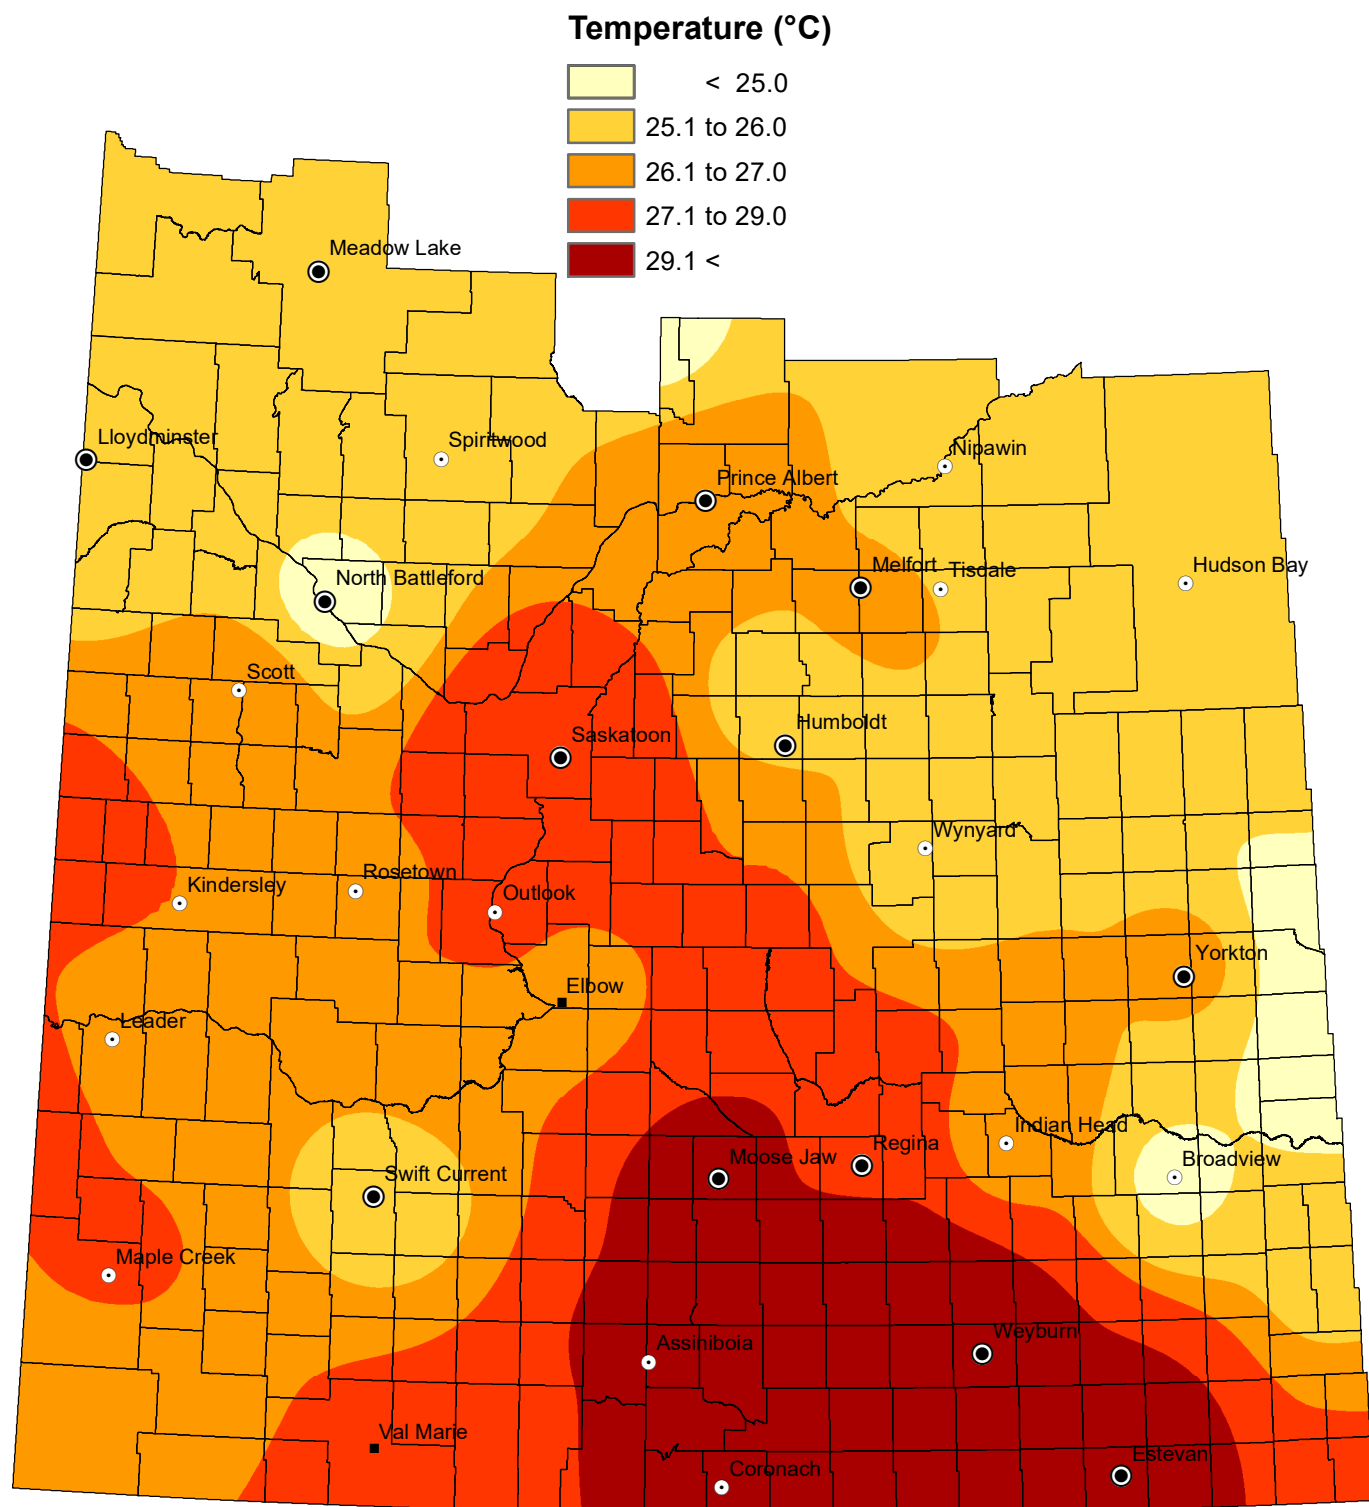 Temperature (°C)
< 25.0
25.1 to 26.0
26.1 to 27.0
27.1 to 29.0
29.1 <
Meadow Lake
Lloydminster
Spiritwood
Nipawin
Prince Albert
North Battleford
Melfort
Tisdale
Hudson Bay
Scott
Humboldt
Saskatoon
Wynyard
Rosetown
Kindersley
Outlook
Yorkton
Elbow
Leader
Indian Head
Regina
Moose Jaw
Broadview
Swift Current
Maple Creek
Weyburn
Assiniboia
Val Marie
Estevan
Coronach